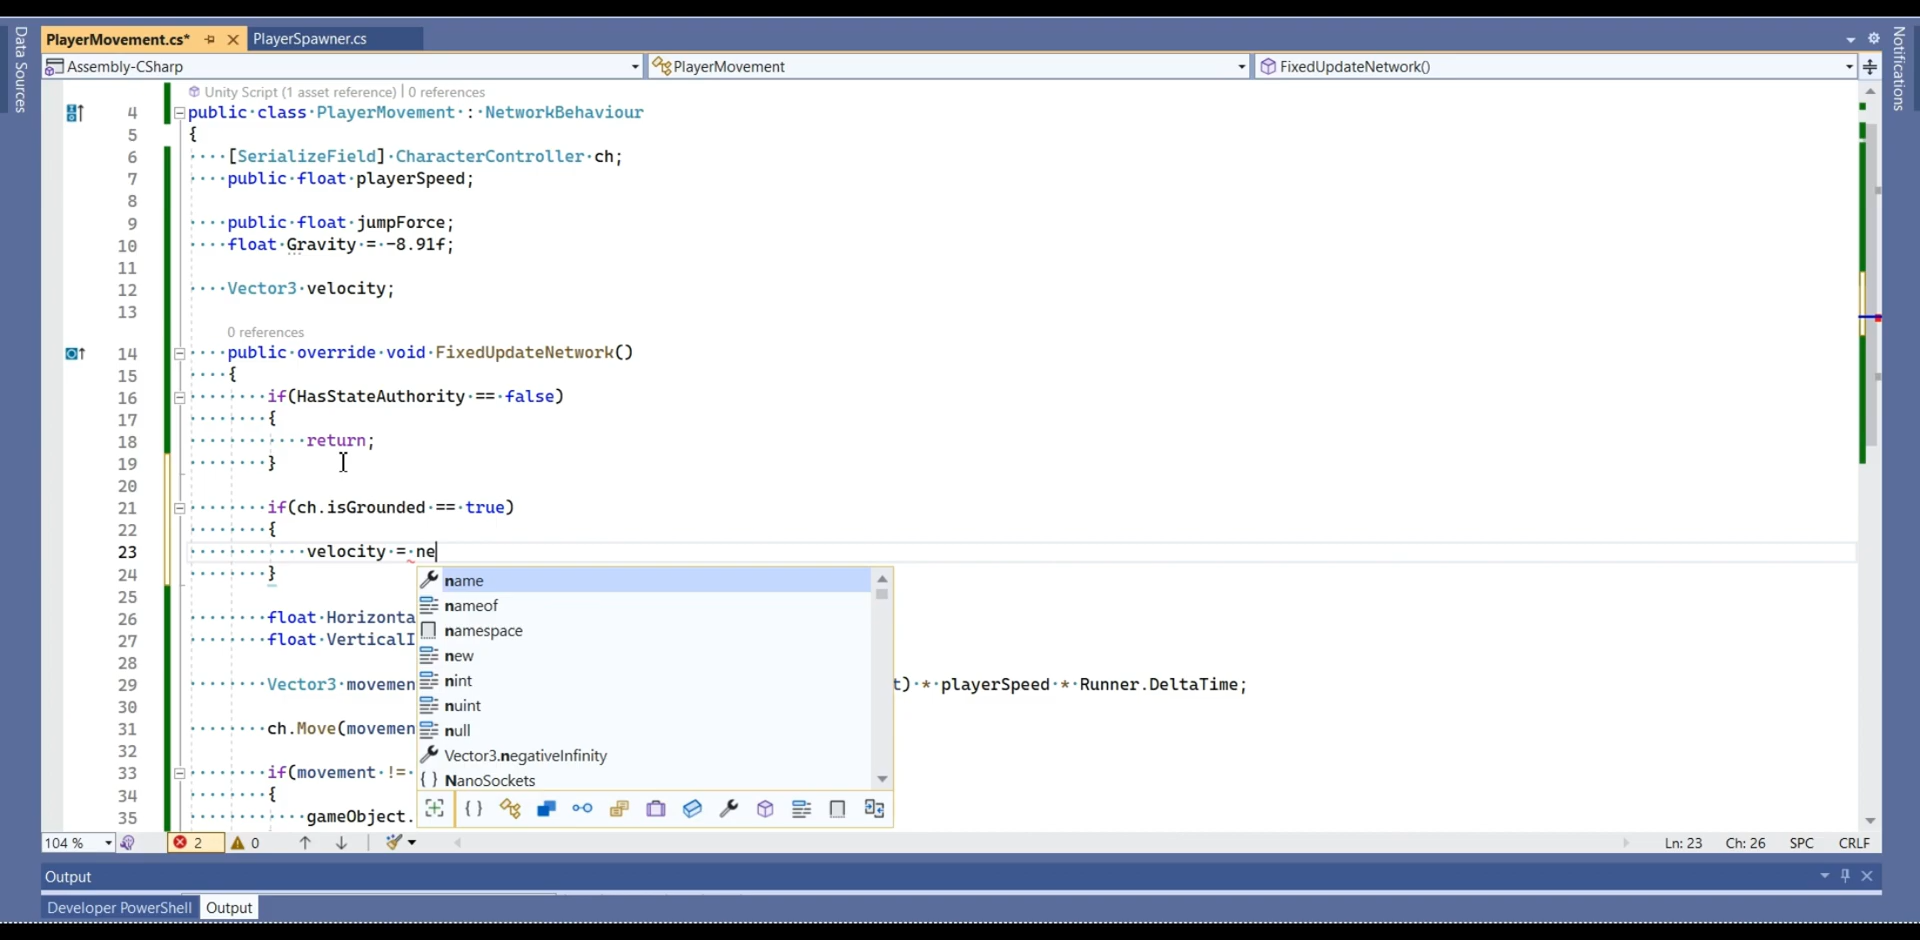 Data Sources
PlayerMovement.cs*
PlayerSpawner.cs
Notifications
Assembly-CSharp
PlayerMovement
FixedUpdateNetwork()
Unity Script (1 asset reference) | 0 references
4 public class PlayerMovement : NetworkBehaviour
5 {
6 [SerializeField] CharacterController ch;
7 public float playerSpeed;
8
9 public float jumpForce;
10 float Gravity = -8.91f;
11
12 Vector3 velocity;
13
0 references
14 public override void FixedUpdateNetwork()
15 {
16 if(HasStateAuthority == false)
17 {
18 return;
19 }
20
21 if(ch.isGrounded == true)
22 {
23 velocity = ne
24 }
25
26 float Horizonta
27 float VerticalI
28
29 Vector3 movemen t) * playerSpeed * Runner.DeltaTime;
30
31 ch.Move(movemen
32
33 if(movement !=
34 {
35 gameObject.
name
nameof
namespace
new
nint
nuint
null
Vector3.negativeInfinity
NanoSockets
104 %
2
0
Ln: 23
Ch: 26
SPC
CRLF
Output
Developer PowerShell
Output